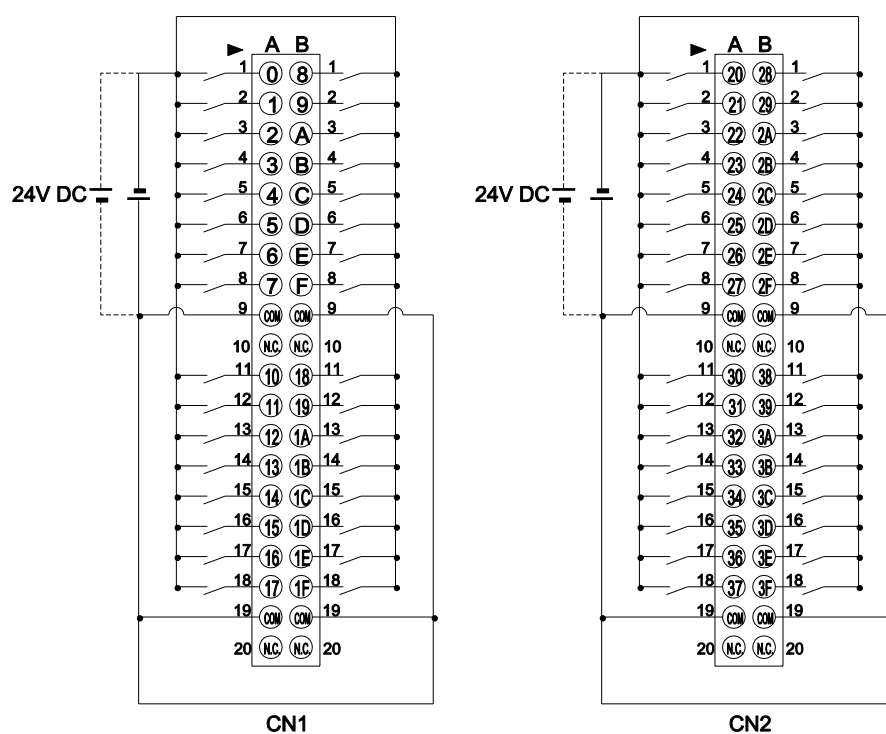 A B A B
1 0 8 1 1 20 28 1
2 1 9 2 2 21 29 2
3 2 A 3 3 22 2A 3
4 3 B 4 4 23 2B 4
24V DC 5 4 C 5 24V DC 5 24 2C 5
6 5 D 6 6 25 2D 6
7 6 E 7 7 26 2E 7
8 7 F 8 8 27 2F 8
9 COM COM 9 9 COM COM 9
10 N.C. N.C. 10 10 N.C. N.C. 10
11 10 18 11 11 30 38 11
12 11 19 12 12 31 39 12
13 12 1A 13 13 32 3A 13
14 13 1B 14 14 33 3B 14
15 14 1C 15 15 34 3C 15
16 15 1D 16 16 35 3D 16
17 16 1E 17 17 36 3E 17
18 17 1F 18 18 37 3F 18
19 COM COM 19 19 COM COM 19
20 N.C. N.C. 20 20 N.C. N.C. 20
CN1 CN2